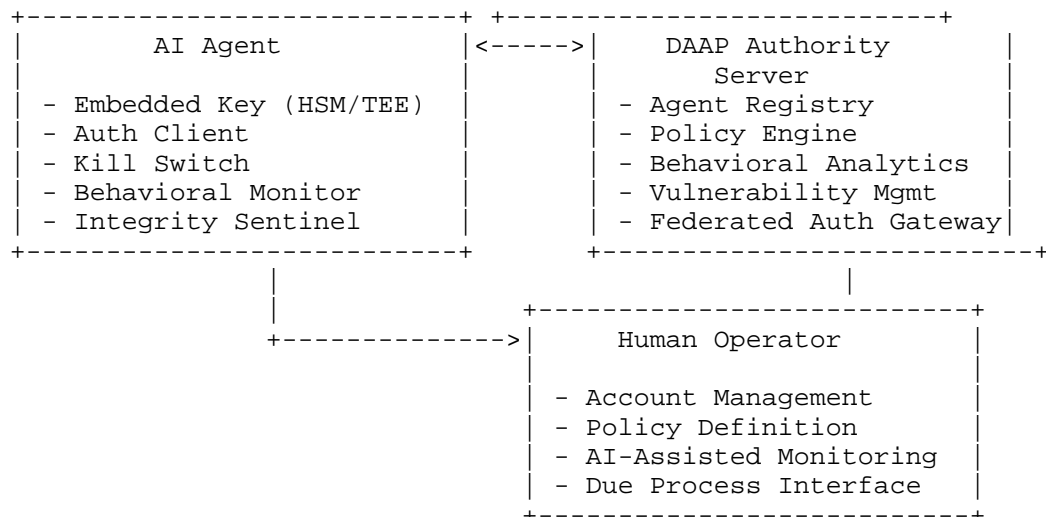 AI Agent
- Embedded Key (HSM/TEE)
- Auth Client
- Kill Switch
- Behavioral Monitor
- Integrity Sentinel
DAAP Authority
Server
- Agent Registry
- Policy Engine
- Behavioral Analytics
- Vulnerability Mgmt
- Federated Auth Gateway
Human Operator
- Account Management
- Policy Definition
- AI-Assisted Monitoring
- Due Process Interface